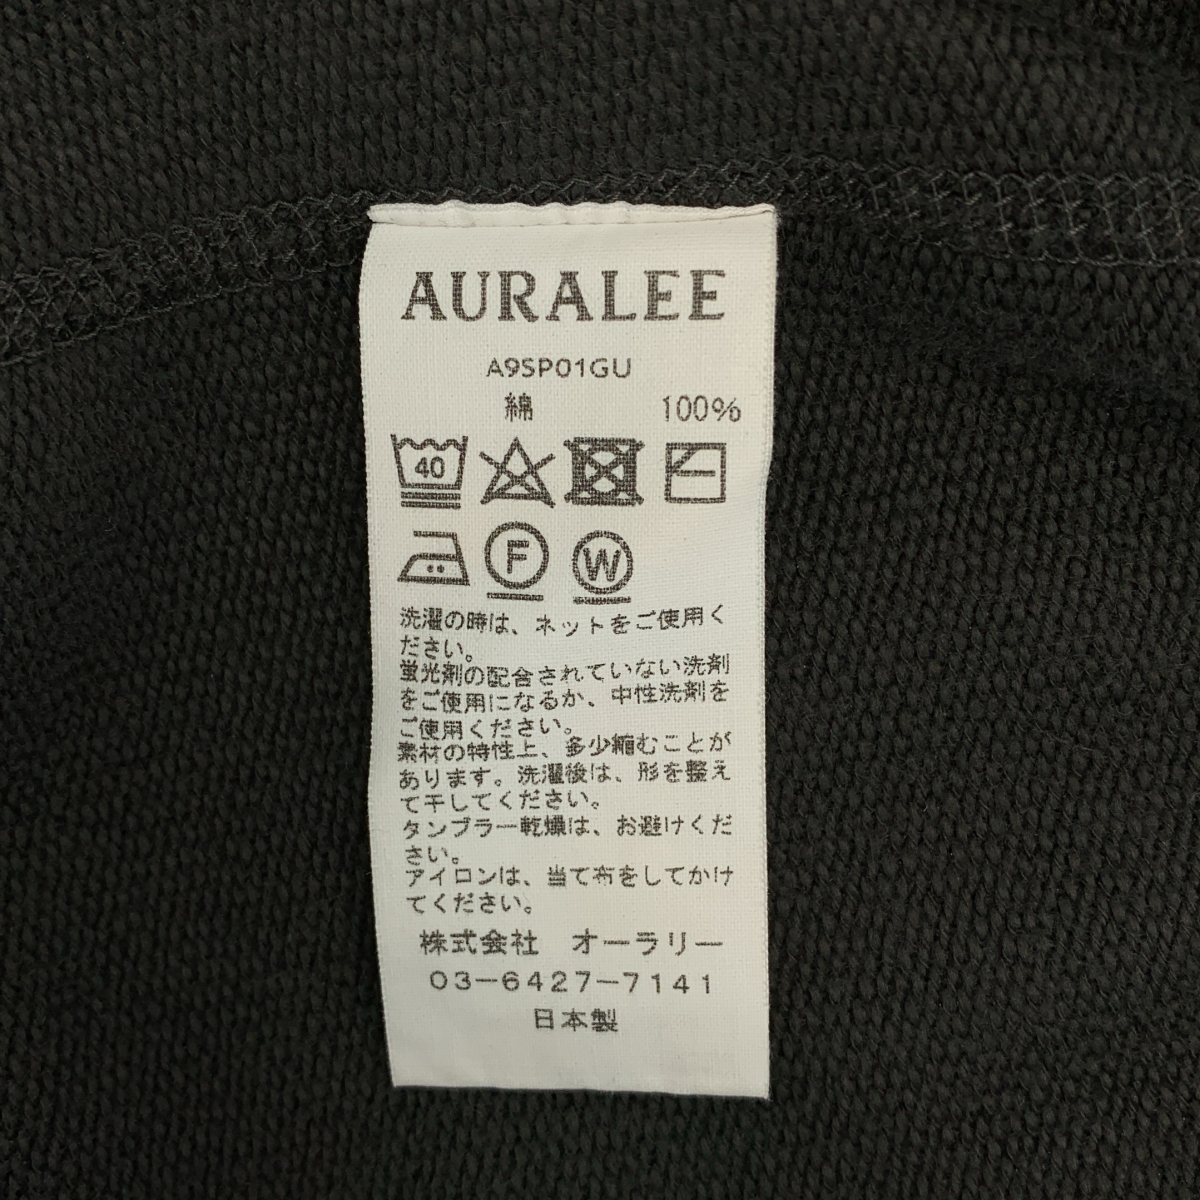 AURALEE
A9SP01GU
綿 100%
40
F W
洗濯の時は、ネットをご使用く
ださい。
蛍光剤の配合されていない洗剤
をご使用になるか、中性洗剤を
ご使用ください。
素材の特性上、多少縮むことが
あります。洗濯後は、形を整え
て干してください。
タンブラー乾燥は、お避けくだ
さい。
アイロンは、当て布をしてかけ
てください。
株式会社 オーラリー
03-6427-7141
日本製